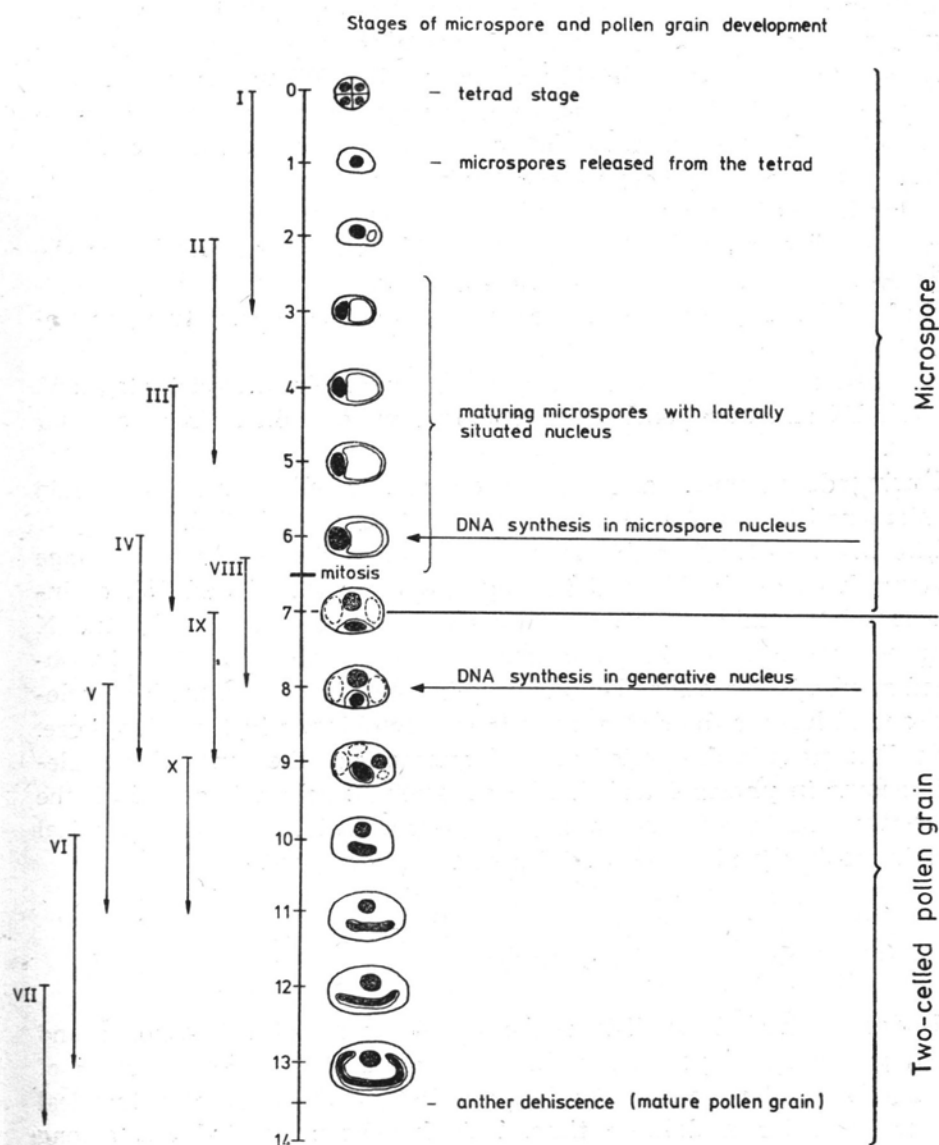 Stages of microspore and pollen grain development
I
0
– tetrad stage
1
– microspores released from the tetrad
II
2
3
III
4
maturing microspores with laterally
situated nucleus
5
IV
6
DNA synthesis in microspore nucleus
VIII
mitosis
IX
7
V
8
DNA synthesis in generative nucleus
X
9
VI
10
11
VII
12
13
– anther dehiscence (mature pollen grain)
14
Microspore
Two-celled pollen grain